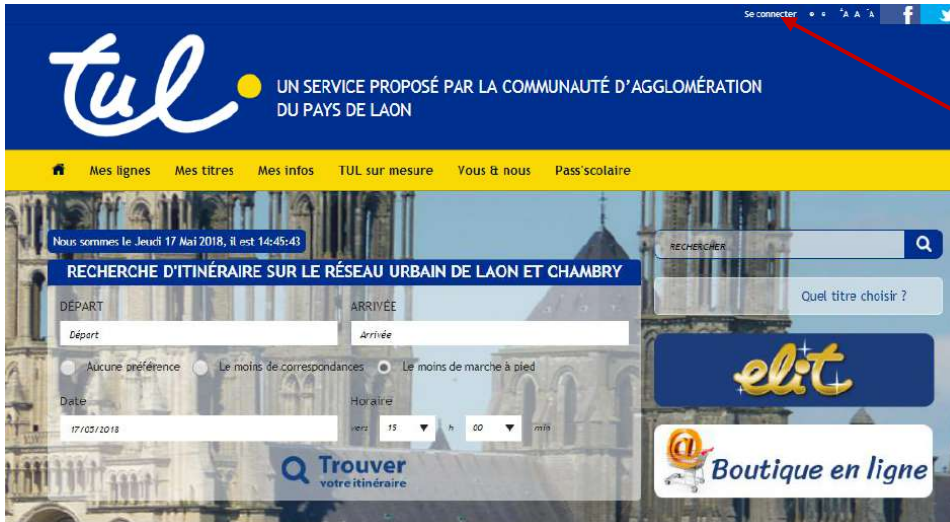 Se connecter A A A
tul.
UN SERVICE PROPOSÉ PAR LA COMMUNAUTÉ D'AGGLOMÉRATION
DU PAYS DE LAON
Mes lignes Mes titres Mes infos TUL sur mesure Vous & nous Pass'scolaire
Nous sommes le Jeudi 17 Mai 2018, il est 14:45:43
RECHERCHER
RECHERCHE D'ITINÉRAIRE SUR LE RÉSEAU URBAIN DE LAON ET CHAMBRY
Quel titre choisir ?
DÉPART ARRIVÉE
Départ Arrivée
Aucune préférence Le moins de correspondances Le moins de marche à pied
elit
Date Horaire
17/05/2018 vers 15 h 00 min
Trouver
votre itinéraire
Boutique en ligne